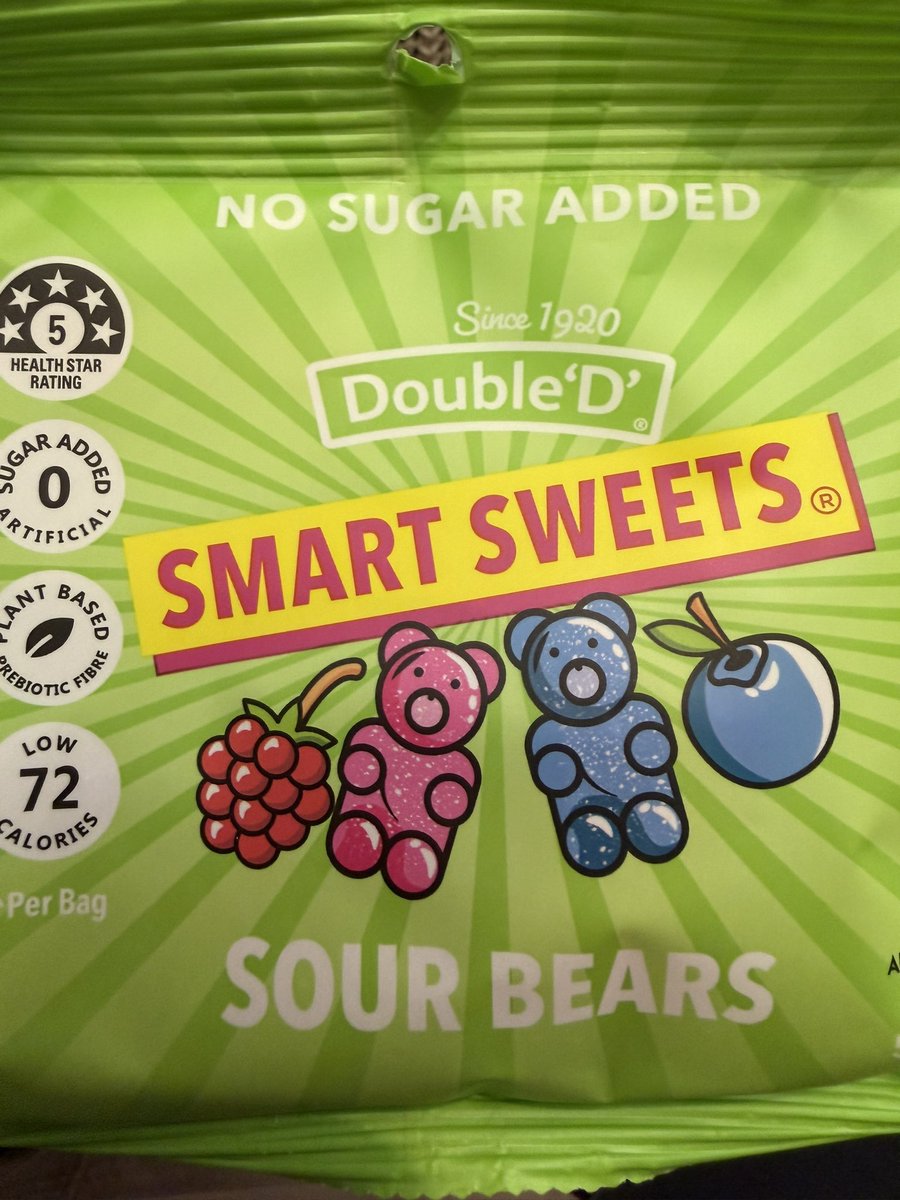 NO SUGAR ADDED
Since 1920
Double 'D' ®
SMART SWEETS ®
5
HEALTH STAR
RATING
SUGAR ADDED
0
ARTIFICIAL
PLANT BASED
PREBIOTIC FIBRE
LOW
72
CALORIES
Per Bag
SOUR BEARS